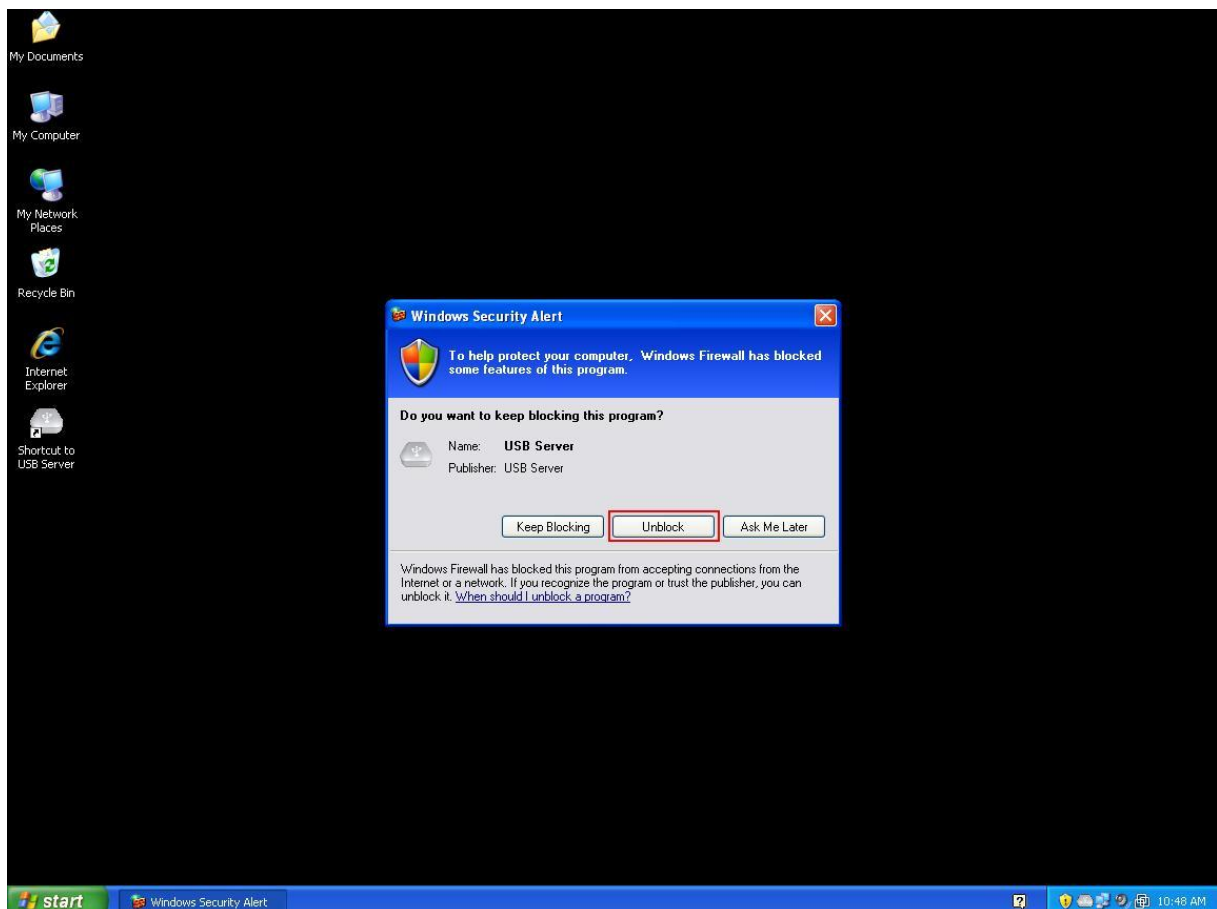 My Documents
My Computer
My Network
Places
Recycle Bin
Internet
Explorer
Shortcut to
USB Server
Windows Security Alert
To help protect your computer, Windows Firewall has blocked
some features of this program.
Do you want to keep blocking this program?
Name: USB Server
Publisher: USB Server
Keep Blocking Unblock Ask Me Later
Windows Firewall has blocked this program from accepting connections from the
Internet or a network. If you recognize the program or trust the publisher, you can
unblock it. When should I unblock a program?
start Windows Security Alert 10:48 AM